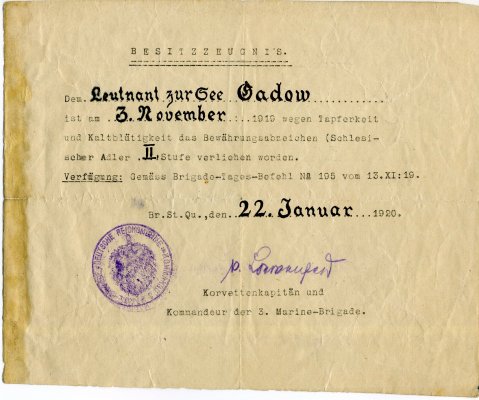 BESITZZEUGNIS.
Dem Leutnant zur See Gadow
ist am 3. November 1919 wegen Tapferkeit
und Kaltblütigkeit das Bewährungsabzeichen (Schlesi-
scher Adler II. Stufe verliehen worden.
Verfügung: Gemäss Brigade-Tages-Befehl № 195 vom 13.XI:19.
Br.St.Qu.,den 22. Januar 1920.
v. Loewenfeld
Korvettenkapitän und
Kommandeur der 3. Marine-Brigade.